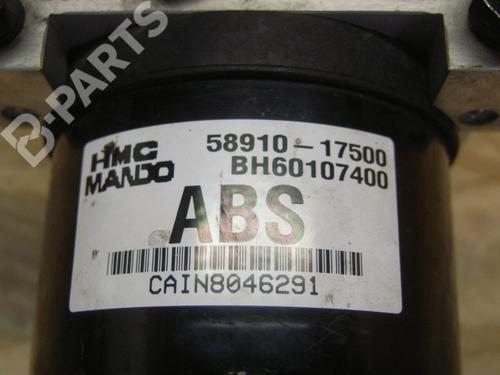 B-PARTS
HMC
MANDO
58910-17500
BH60107400
ABS
CAIN8046291